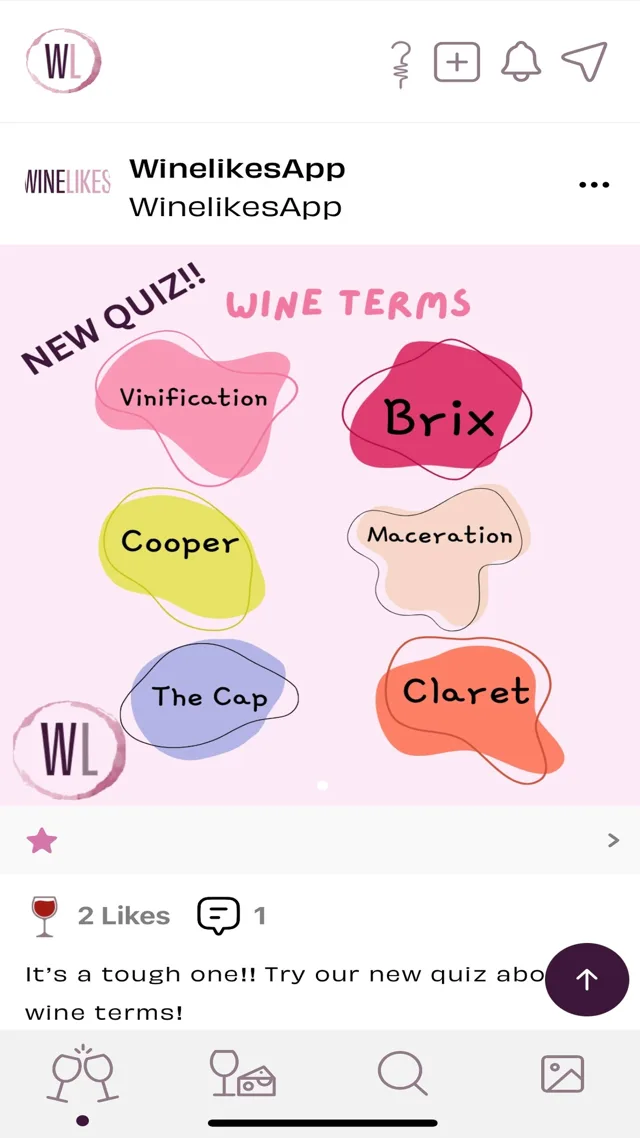 WL
WINELIKES
WinelikesApp
WinelikesApp
NEW QUIZ!!
WINE TERMS
Vinification
Brix
Cooper
Maceration
The Cap
Claret
WL
2 Likes
1
It's a tough one!! Try our new quiz abo
wine terms!